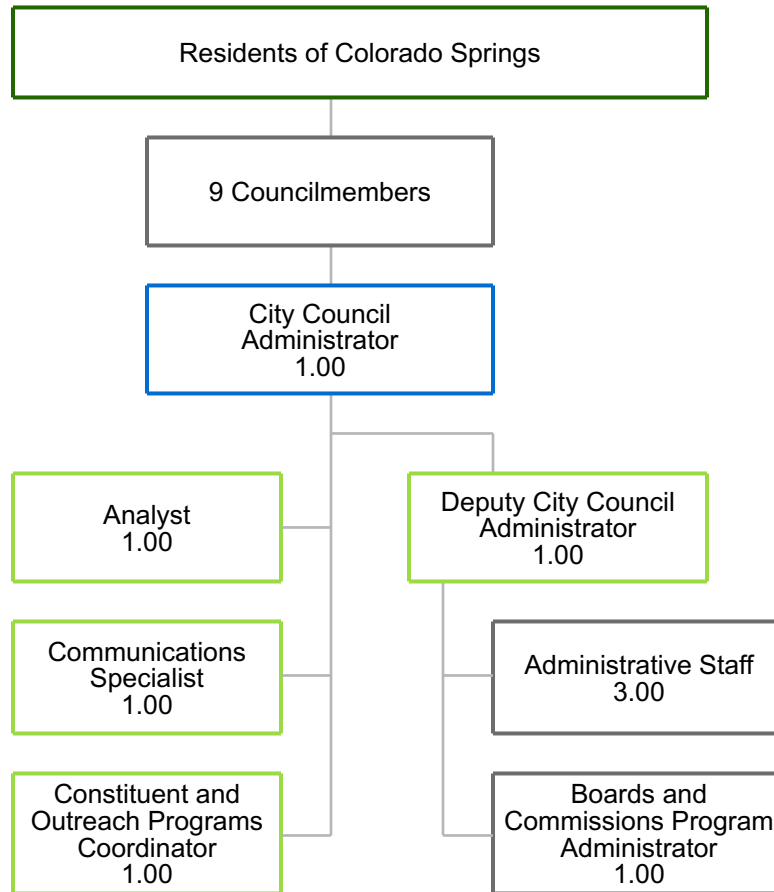 Residents of Colorado Springs
9 Councilmembers
City Council
Administrator
1.00
Analyst
1.00
Deputy City Council
Administrator
1.00
Communications
Specialist
1.00
Administrative Staff
3.00
Constituent and
Outreach Programs
Coordinator
1.00
Boards and
Commissions Program
Administrator
1.00